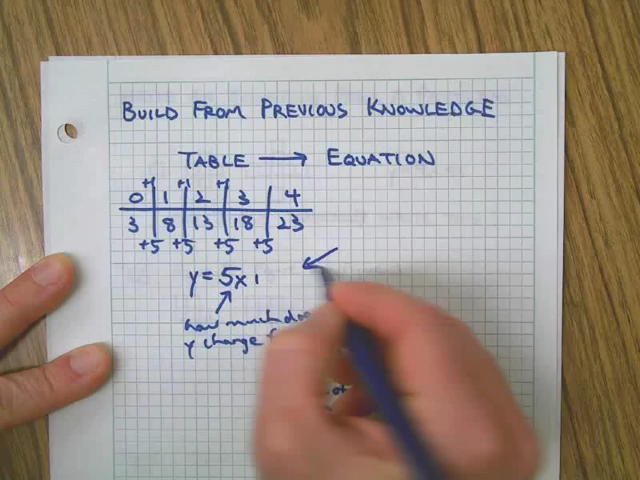 BUILD FROM PREVIOUS KNOWLEDGE
TABLE → EQUATION
+1 +1 +1
0 1 2 3 4
3 8 13 18 23
+5 +5 +5 +5
y = 5x
how much
y change